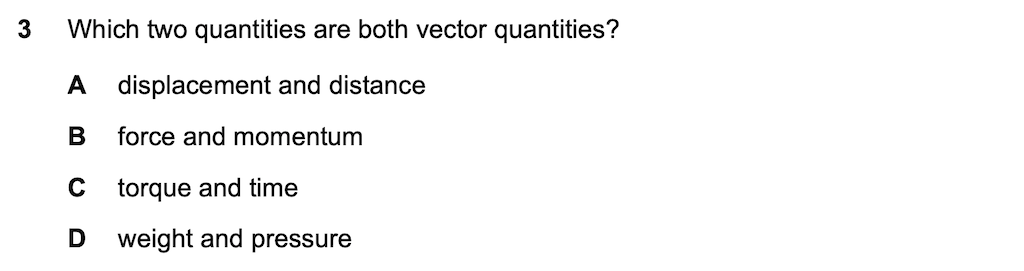 3 Which two quantities are both vector quantities?
A displacement and distance
B force and momentum
C torque and time
D weight and pressure